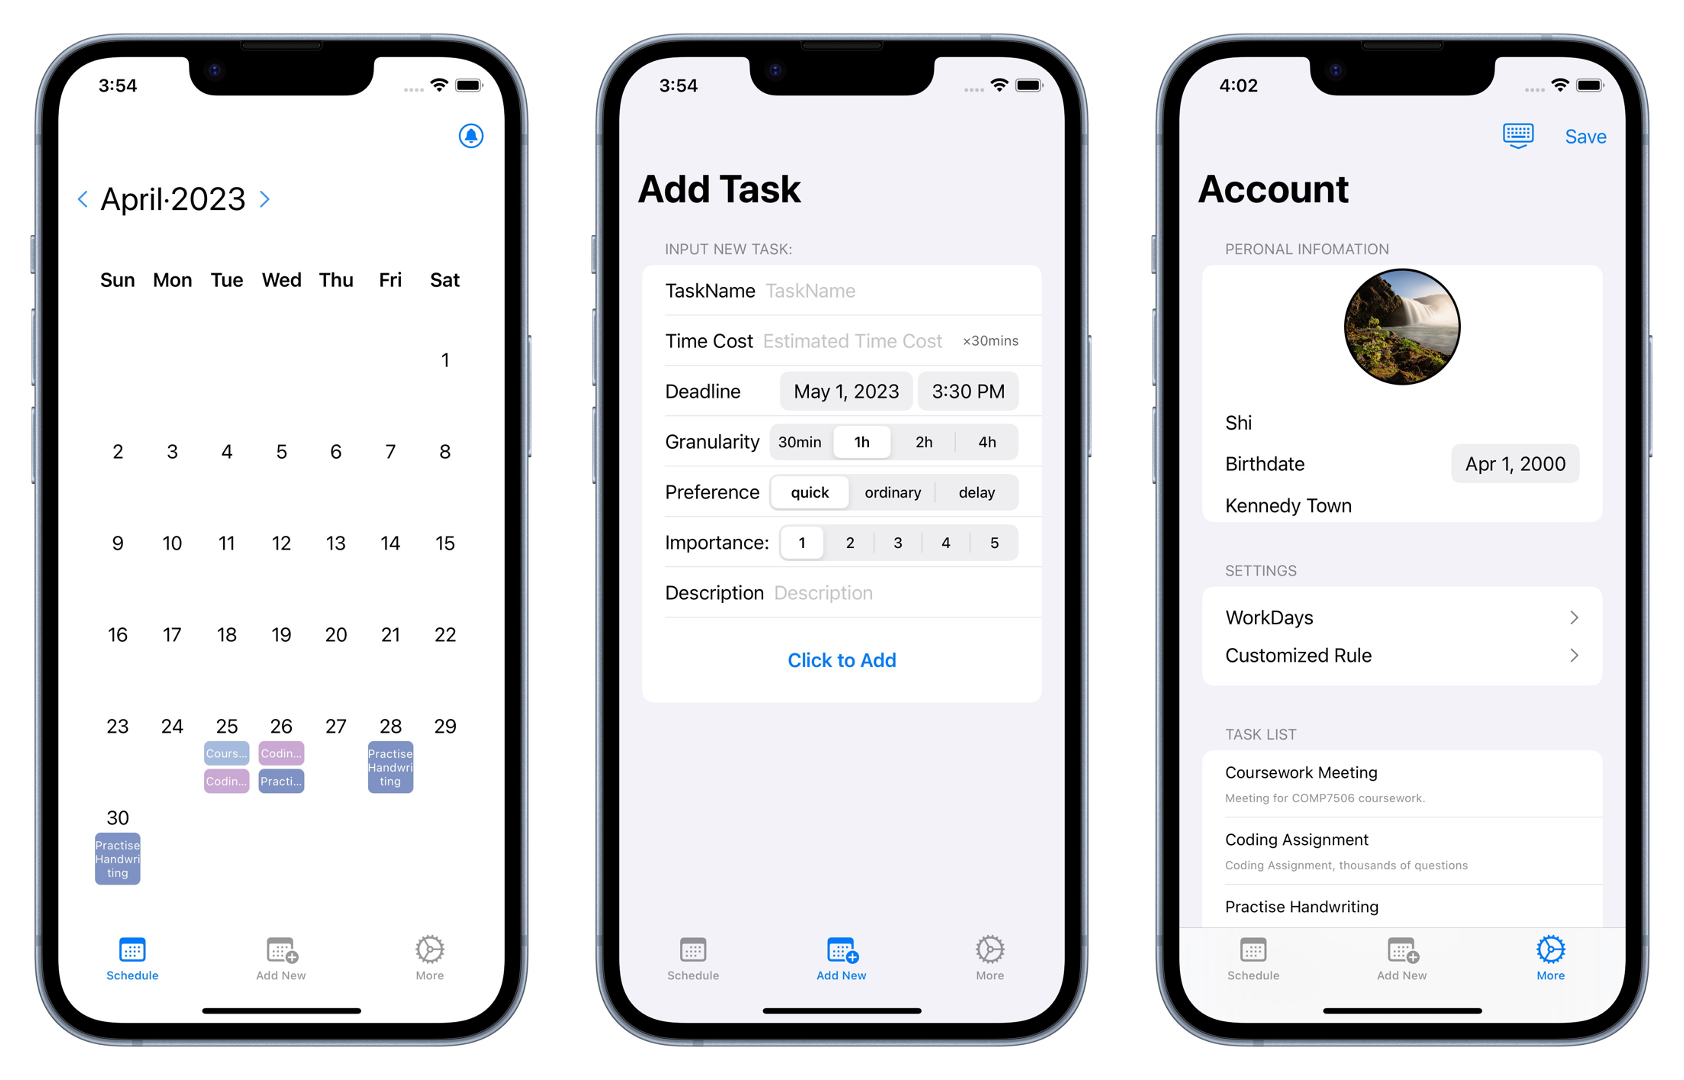 3:54
April·2023
Sun Mon Tue Wed Thu Fri Sat
1
2 3 4 5 6 7 8
9 10 11 12 13 14 15
16 17 18 19 20 21 22
23 24 25 26 27 28 29
Cours... Codin... Practise
Handwri
ting
Codin... Practi...
30
Practise
Handwri
ting
Schedule Add New More
3:54
Add Task
INPUT NEW TASK:
TaskName TaskName
Time Cost Estimated Time Cost ×30mins
Deadline May 1, 2023 3:30 PM
Granularity 30min 1h 2h 4h
Preference quick ordinary delay
Importance: 1 2 3 4 5
Description Description
Click to Add
Schedule Add New More
4:02
Save
Account
PERONAL INFOMATION
Shi
Birthdate Apr 1, 2000
Kennedy Town
SETTINGS
WorkDays
Customized Rule
TASK LIST
Coursework Meeting
Meeting for COMP7506 coursework.
Coding Assignment
Coding Assignment, thousands of questions
Practise Handwriting
Schedule Add New More